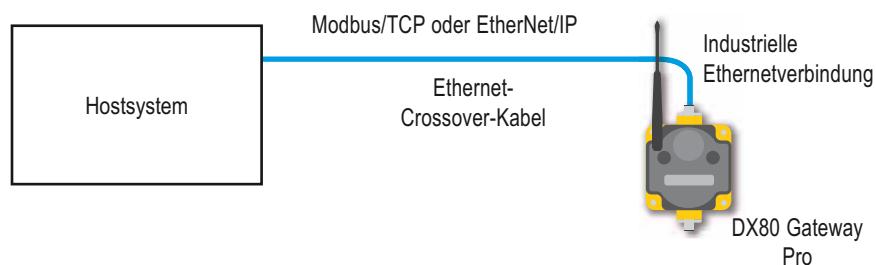 Modbus/TCP oder EtherNet/IP
Industrielle
Ethernetverbindung
Hostsystem
Ethernet-
Crossover-Kabel
DX80 Gateway
Pro